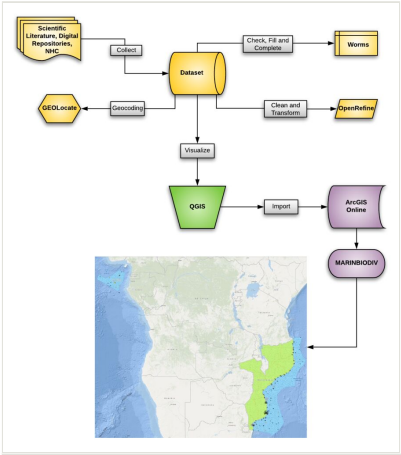 Scientific
Literature, Digital
Repositories,
NHC
Collect
Check, Fill and
Complete
Worms
Dataset
GEOLocate
Geocoding
Clean and
Transform
OpenRefine
Visualize
QGIS
Import
ArcGIS
Online
MARINBIODIV